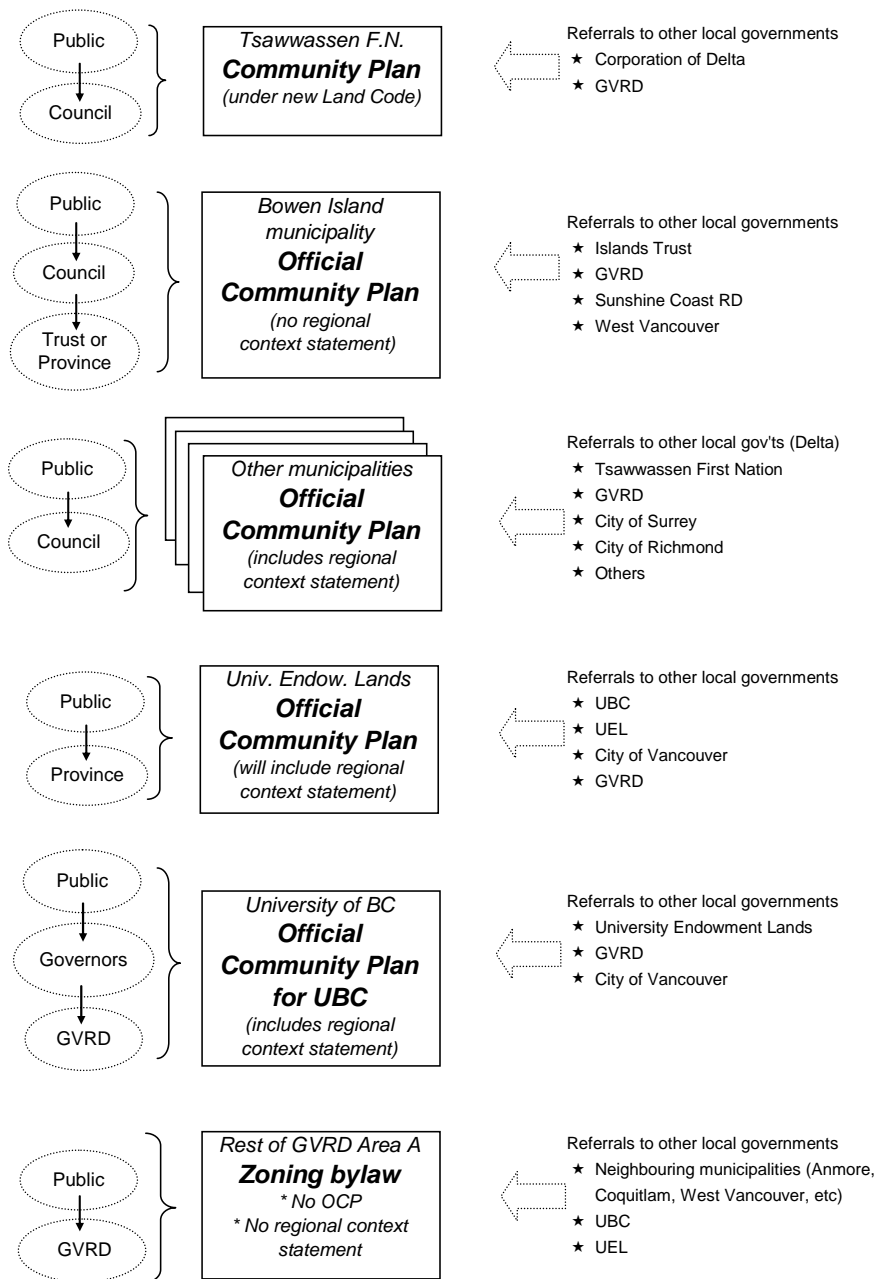 Public
Council
Tsawwassen F.N.
Community Plan
(under new Land Code)
Referrals to other local governments
★ Corporation of Delta
★ GVRD
Public
Council
Trust or
Province
Bowen Island
municipality
Official
Community Plan
(no regional
context statement)
Referrals to other local governments
★ Islands Trust
★ GVRD
★ Sunshine Coast RD
★ West Vancouver
Public
Council
Other municipalities
Official
Community Plan
(includes regional
context statement)
Referrals to other local gov'ts (Delta)
★ Tsawwassen First Nation
★ GVRD
★ City of Surrey
★ City of Richmond
★ Others
Public
Province
Univ. Endow. Lands
Official
Community Plan
(will include regional
context statement)
Referrals to other local governments
★ UBC
★ UEL
★ City of Vancouver
★ GVRD
Public
Governors
GVRD
University of BC
Official
Community Plan
for UBC
(includes regional
context statement)
Referrals to other local governments
★ University Endowment Lands
★ GVRD
★ City of Vancouver
Public
GVRD
Rest of GVRD Area A
Zoning bylaw
* No OCP
* No regional context
statement
Referrals to other local governments
★ Neighbouring municipalities (Anmore,
Coquitlam, West Vancouver, etc)
★ UBC
★ UEL